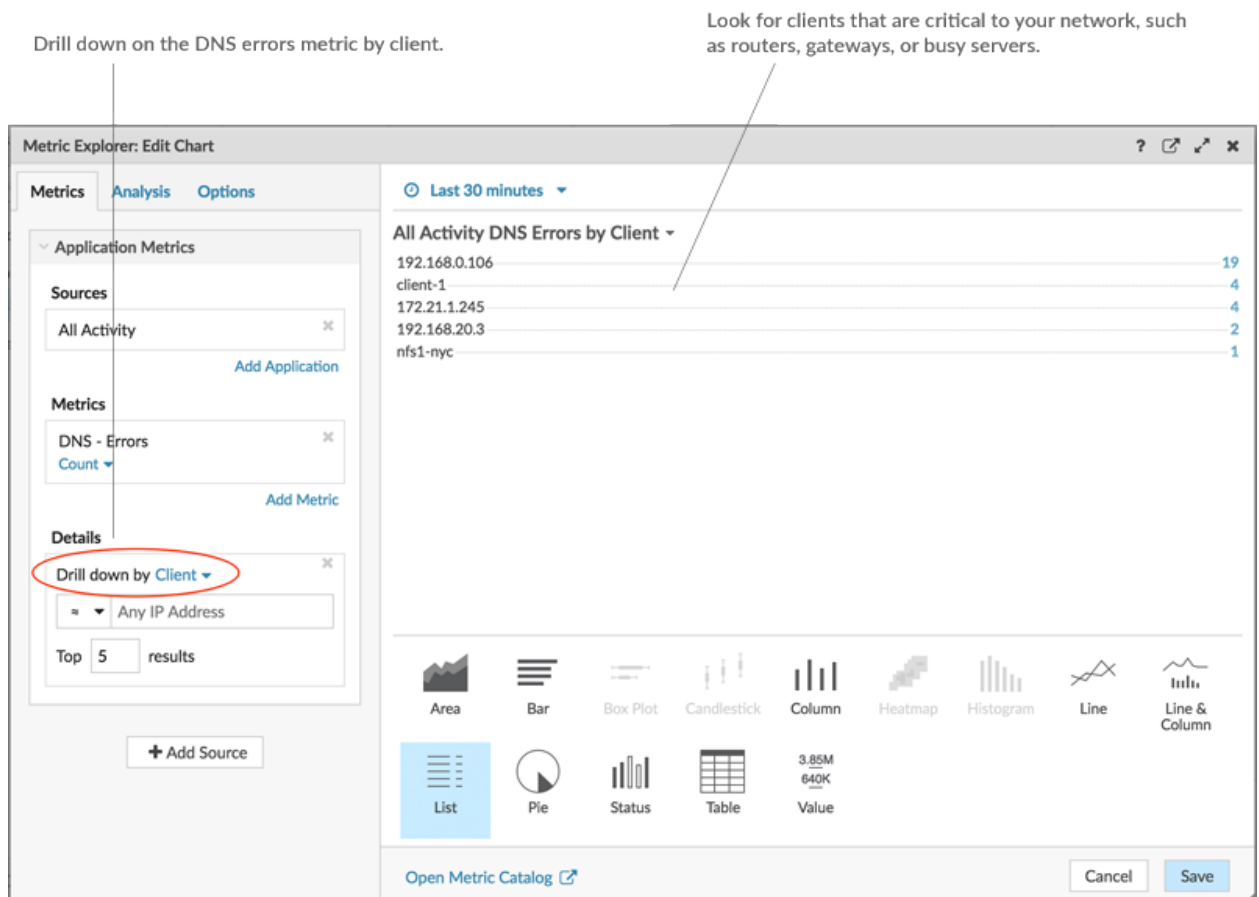 Drill down on the DNS errors metric by client.
Look for clients that are critical to your network, such
as routers, gateways, or busy servers.
Metric Explorer: Edit Chart
?
Metrics
Analysis
Options
Last 30 minutes
Application Metrics
Sources
All Activity
Add Application
Metrics
DNS - Errors
Count
Add Metric
Details
Drill down by Client
≈
Any IP Address
Top 5 results
+ Add Source
All Activity DNS Errors by Client
192.168.0.106 19
client-1 4
172.21.1.245 4
192.168.20.3 2
nfs1-nyc 1
Area
Bar
Box Plot
Candlestick
Column
Heatmap
Histogram
Line
Line &
Column
List
Pie
Status
Table
3.85M
640K
Value
Open Metric Catalog
Cancel
Save